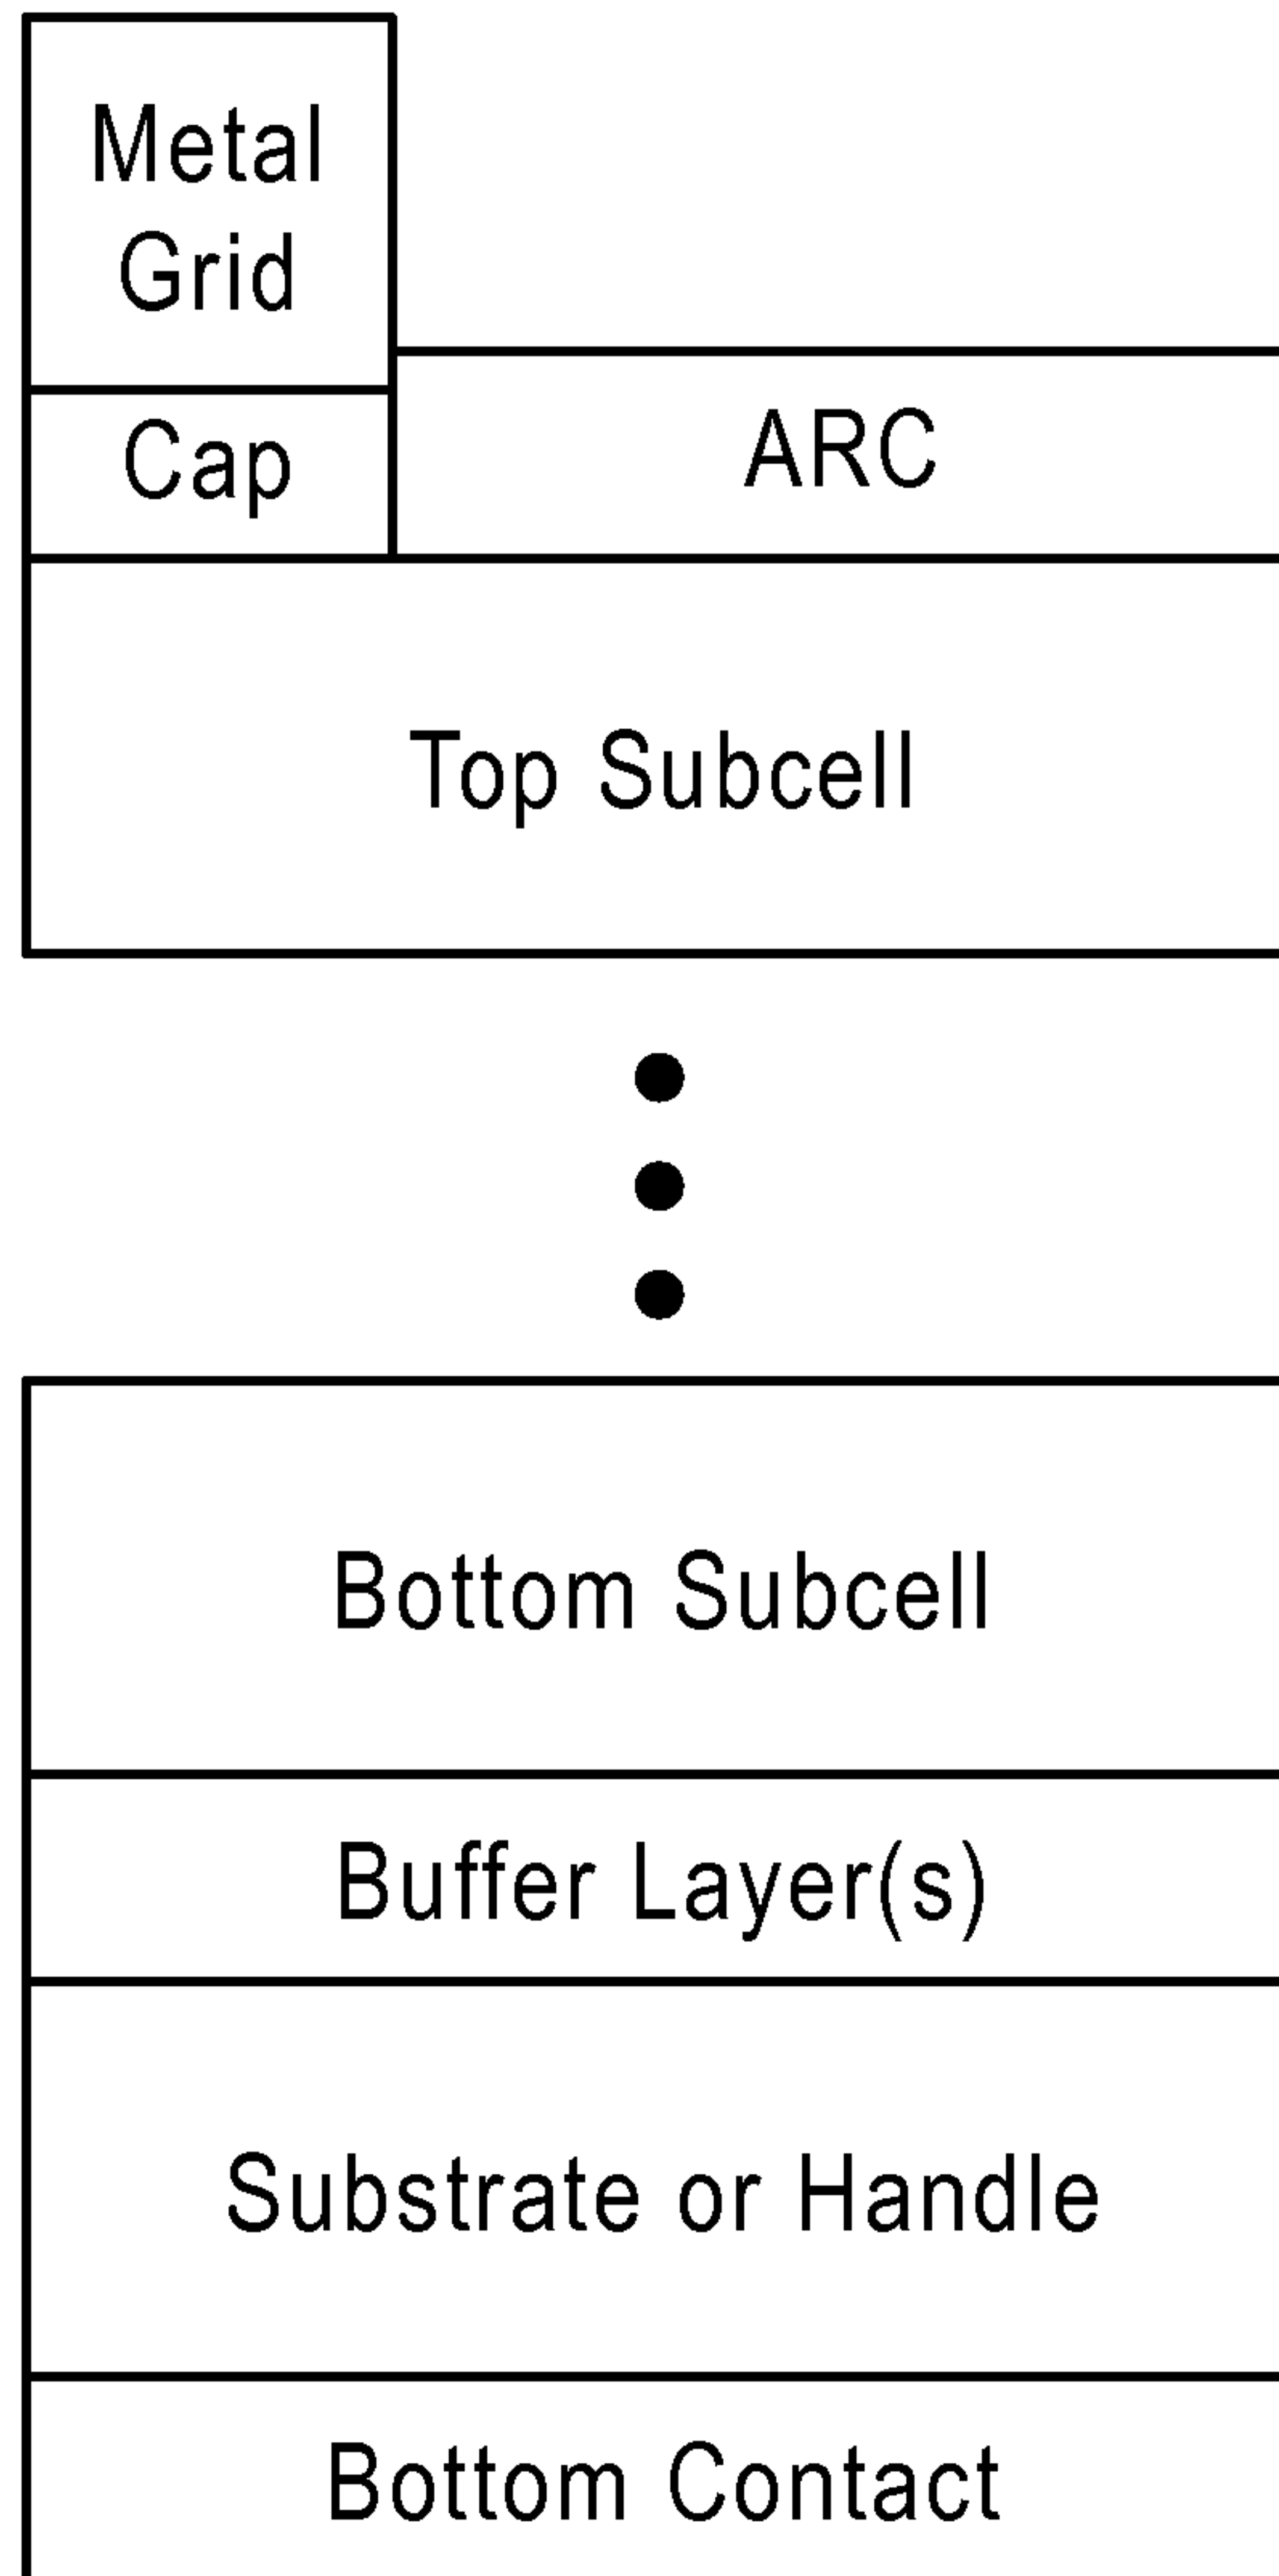 Metal
Grid
Cap
ARC
Top Subcell
Bottom Subcell
Buffer Layer(s)
Substrate or Handle
Bottom Contact